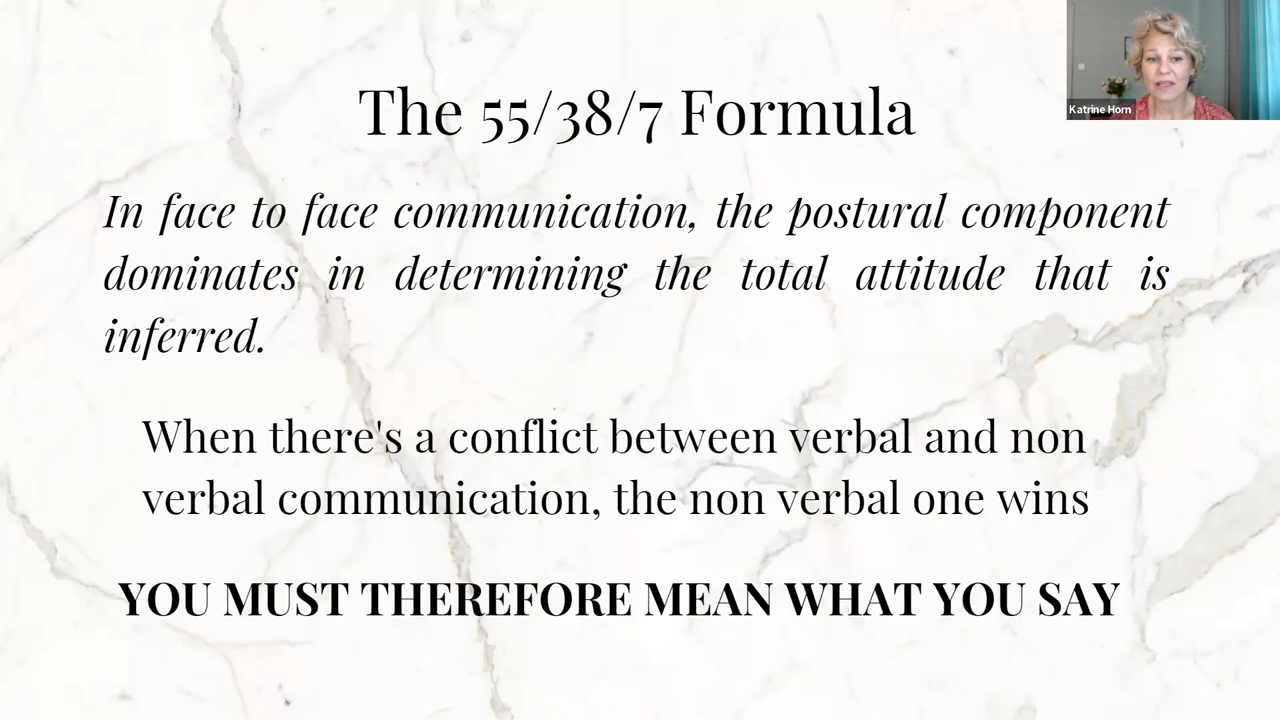 The 55/38/7 Formula
Katrine Horn
In face to face communication, the postural component
dominates in determining the total attitude that is
inferred.
When there's a conflict between verbal and non
verbal communication, the non verbal one wins
YOU MUST THEREFORE MEAN WHAT YOU SAY